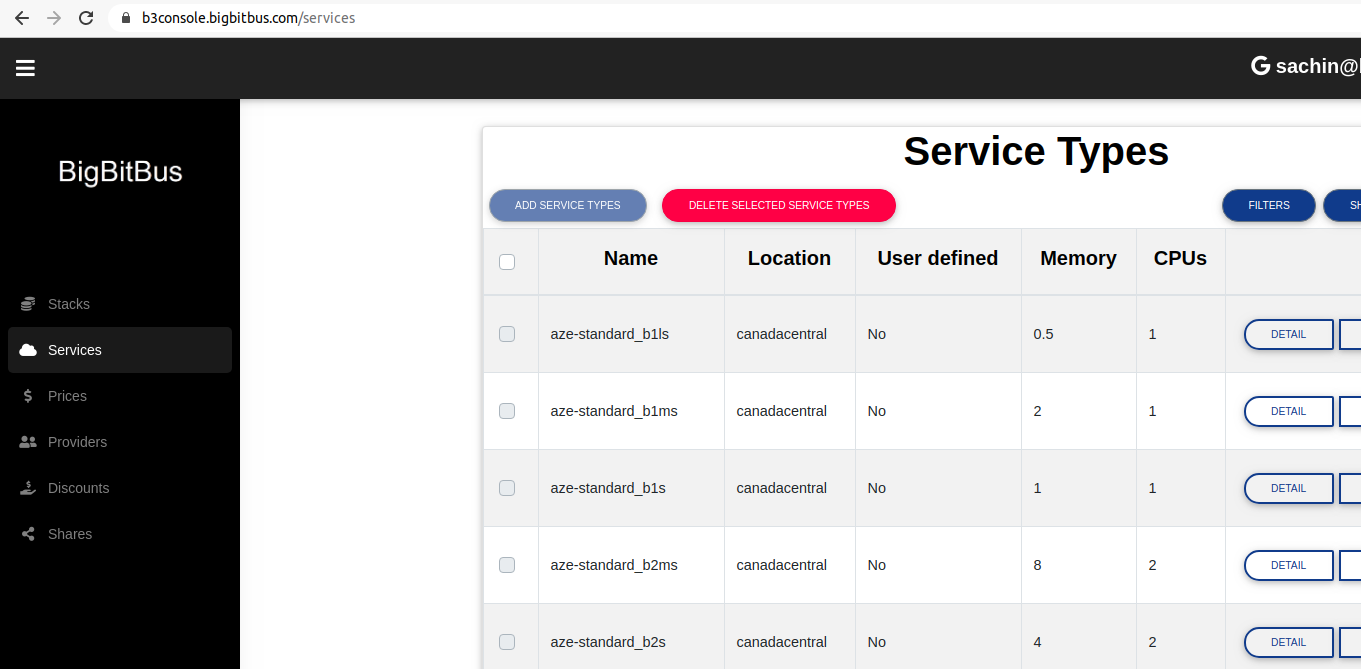 b3console.bigbitbus.com/services
sachin@
BigBitBus
Stacks
Services
Prices
Providers
Discounts
Shares
Service Types
ADD SERVICE TYPES DELETE SELECTED SERVICE TYPES FILTERS
Name Location User defined Memory CPUs
aze-standard_b1ls canadacentral No 0.5 1 DETAIL
aze-standard_b1ms canadacentral No 2 1 DETAIL
aze-standard_b1s canadacentral No 1 1 DETAIL
aze-standard_b2ms canadacentral No 8 2 DETAIL
aze-standard_b2s canadacentral No 4 2 DETAIL